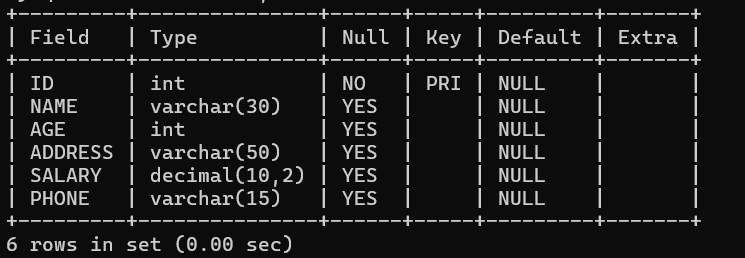 +---------+---------------+------+-----+---------+-------+
| Field   | Type          | Null | Key | Default | Extra |
+---------+---------------+------+-----+---------+-------+
| ID      | int           | NO   | PRI | NULL    |       |
| NAME    | varchar(30)   | YES  |     | NULL    |       |
| AGE     | int           | YES  |     | NULL    |       |
| ADDRESS | varchar(50)   | YES  |     | NULL    |       |
| SALARY  | decimal(10,2) | YES  |     | NULL    |       |
| PHONE   | varchar(15)   | YES  |     | NULL    |       |
+---------+---------------+------+-----+---------+-------+
6 rows in set (0.00 sec)